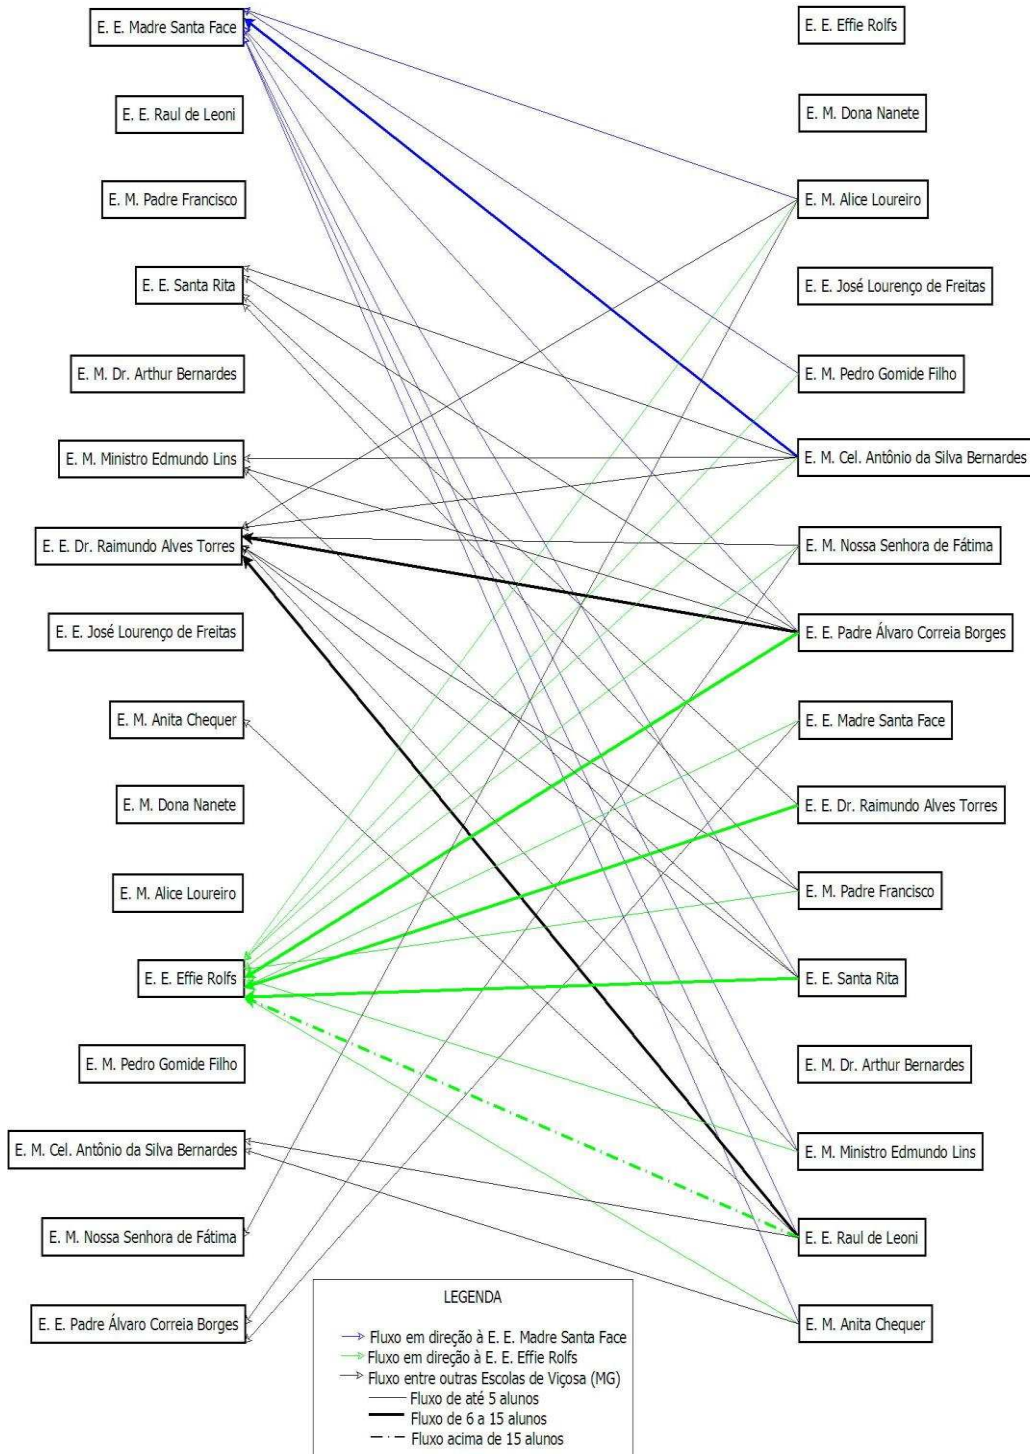 E. E. Madre Santa Face
E. E. Raul de Leoni
E. M. Padre Francisco
E. E. Santa Rita
E. M. Dr. Arthur Bernardes
E. M. Ministro Edmundo Lins
E. E. Dr. Raimundo Alves Torres
E. E. José Lourenço de Freitas
E. M. Anita Chequer
E. M. Dona Nanete
E. M. Alice Loureiro
E. E. Effie Rolfs
E. M. Pedro Gomide Filho
E. M. Cel. Antônio da Silva Bernardes
E. M. Nossa Senhora de Fátima
E. E. Padre Álvaro Correia Borges
E. E. Effie Rolfs
E. M. Dona Nanete
E. M. Alice Loureiro
E. E. José Lourenço de Freitas
E. M. Pedro Gomide Filho
E. M. Cel. Antônio da Silva Bernardes
E. M. Nossa Senhora de Fátima
E. E. Padre Álvaro Correia Borges
E. E. Madre Santa Face
E. E. Dr. Raimundo Alves Torres
E. M. Padre Francisco
E. E. Santa Rita
E. M. Dr. Arthur Bernardes
E. M. Ministro Edmundo Lins
E. E. Raul de Leoni
E. M. Anita Chequer
LEGENDA
Fluxo em direção à E. E. Madre Santa Face
Fluxo em direção à E. E. Effie Rolfs
Fluxo entre outras Escolas de Viçosa (MG)
Fluxo de até 5 alunos
Fluxo de 6 a 15 alunos
Fluxo acima de 15 alunos